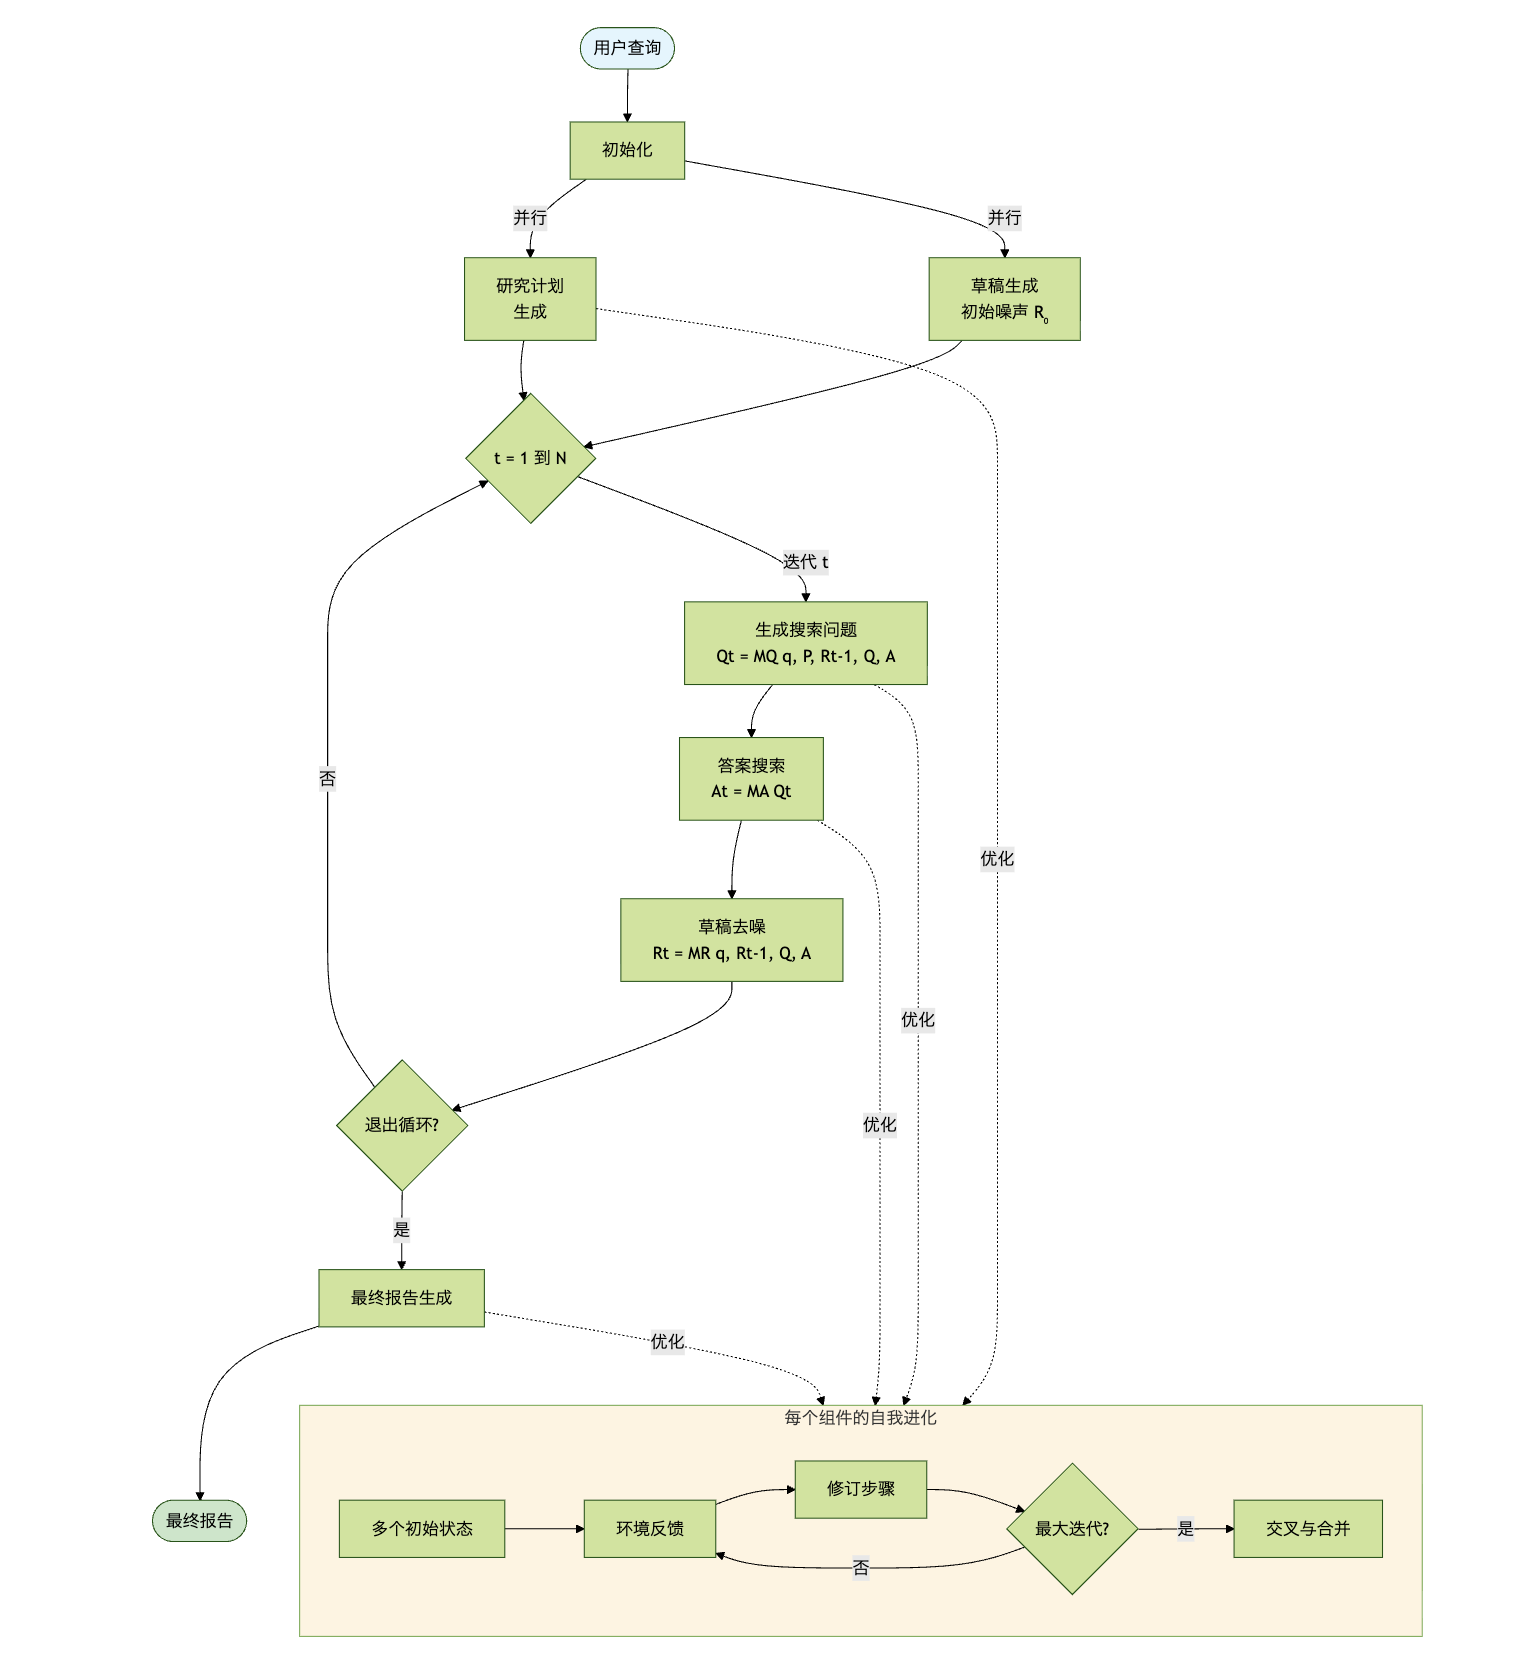 用户查询
初始化
并行
并行
研究计划
生成
草稿生成
初始噪声 R₀
t = 1 到 N
迭代 t
生成搜索问题
Qt = MQ q, P, Rt-1, Q, A
答案搜索
At = MA Qt
否
优化
草稿去噪
Rt = MR q, Rt-1, Q, A
优化
优化
退出循环?
是
最终报告生成
优化
每个组件的自我进化
最终报告
多个初始状态
环境反馈
修订步骤
最大迭代?
是
交叉与合并
否